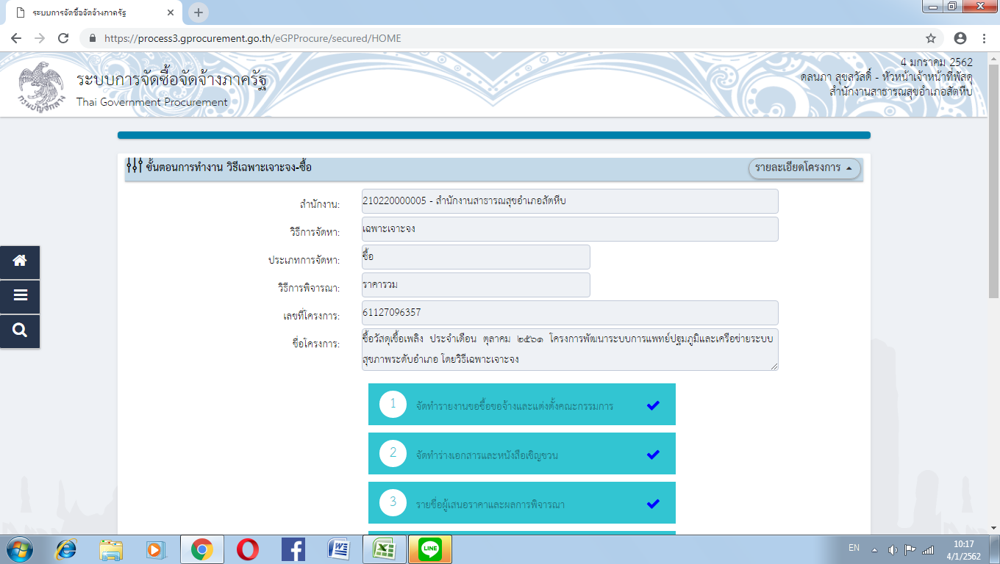 ระบบการจัดซื้อจัดจ้างภาครัฐ
https://process3.gprocurement.go.th/eGPProcure/secured/HOME
กรมบัญชีกลาง
ระบบการจัดซื้อจัดจ้างภาครัฐ
Thai Government Procurement
4 มกราคม 2562
ดลนภา สุขสวัสดิ์ - หัวหน้าเจ้าหน้าที่พัสดุ
สำนักงานสาธารณสุขอำเภอสัตหีบ
ขั้นตอนการทำงาน วิธีเฉพาะเจาะจง-ซื้อ
รายละเอียดโครงการ
สำนักงาน:
210220000005 - สำนักงานสาธารณสุขอำเภอสัตหีบ
วิธีการจัดหา:
เฉพาะเจาะจง
ประเภทการจัดหา:
ซื้อ
วิธีการพิจารณา:
ราคารวม
เลขที่โครงการ:
61127096357
ชื่อโครงการ:
ซื้อวัสดุเชื้อเพลิง ประจำเดือน ตุลาคม ๒๕๖๑ โครงการพัฒนาระบบการแพทย์ปฐมภูมิและเครือข่ายระบบ
สุขภาพระดับอำเภอ โดยวิธีเฉพาะเจาะจง
1 จัดทำรายงานขอซื้อขอจ้างและแต่งตั้งคณะกรรมการ
2 จัดทำร่างเอกสารและหนังสือเชิญชวน
3 รายชื่อผู้เสนอราคาและผลการพิจารณา
LINE
EN
10:17
4/1/2562